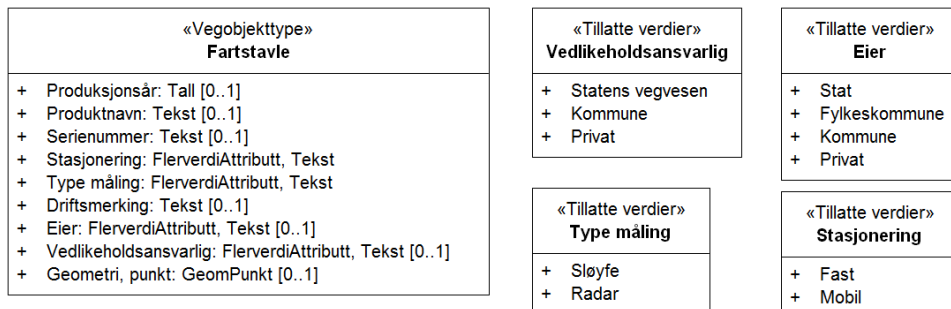 «Vegobjekttype»
Fartstavle
+ Produksjonsår: Tall [0..1]
+ Produktnavn: Tekst [0..1]
+ Serienummer: Tekst [0..1]
+ Stasjonering: FlerverdiAttributt, Tekst
+ Type måling: FlerverdiAttributt, Tekst
+ Driftsmerking: Tekst [0..1]
+ Eier: FlerverdiAttributt, Tekst [0..1]
+ Vedlikeholdsansvarlig: FlerverdiAttributt, Tekst [0..1]
+ Geometri, punkt: GeomPunkt [0..1]
«Tillatte verdier»
Vedlikeholdsansvarlig
+ Statens vegvesen
+ Kommune
+ Privat
«Tillatte verdier»
Eier
+ Stat
+ Fylkeskommune
+ Kommune
+ Privat
«Tillatte verdier»
Type måling
+ Sløyfe
+ Radar
«Tillatte verdier»
Stasjonering
+ Fast
+ Mobil